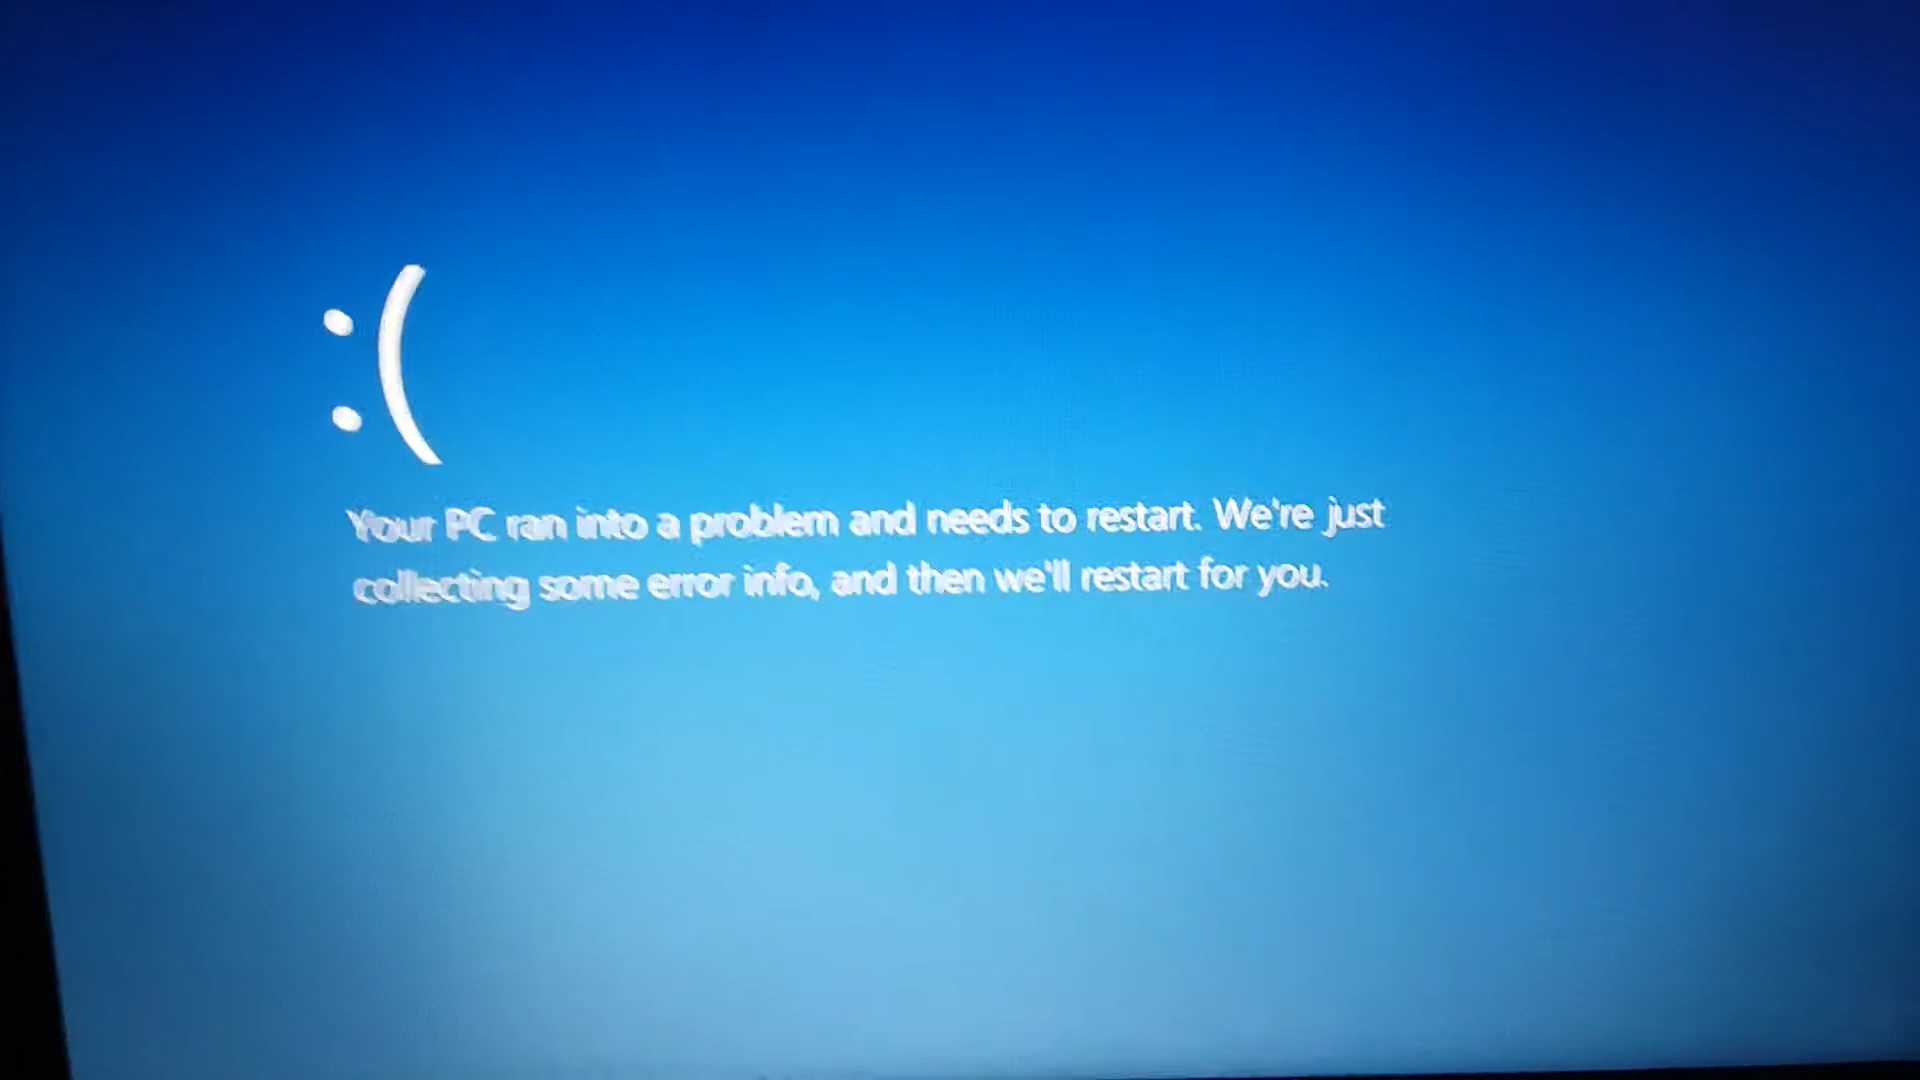 :(
Your PC ran into a problem and needs to restart. We're just
collecting some error info, and then we'll restart for you.